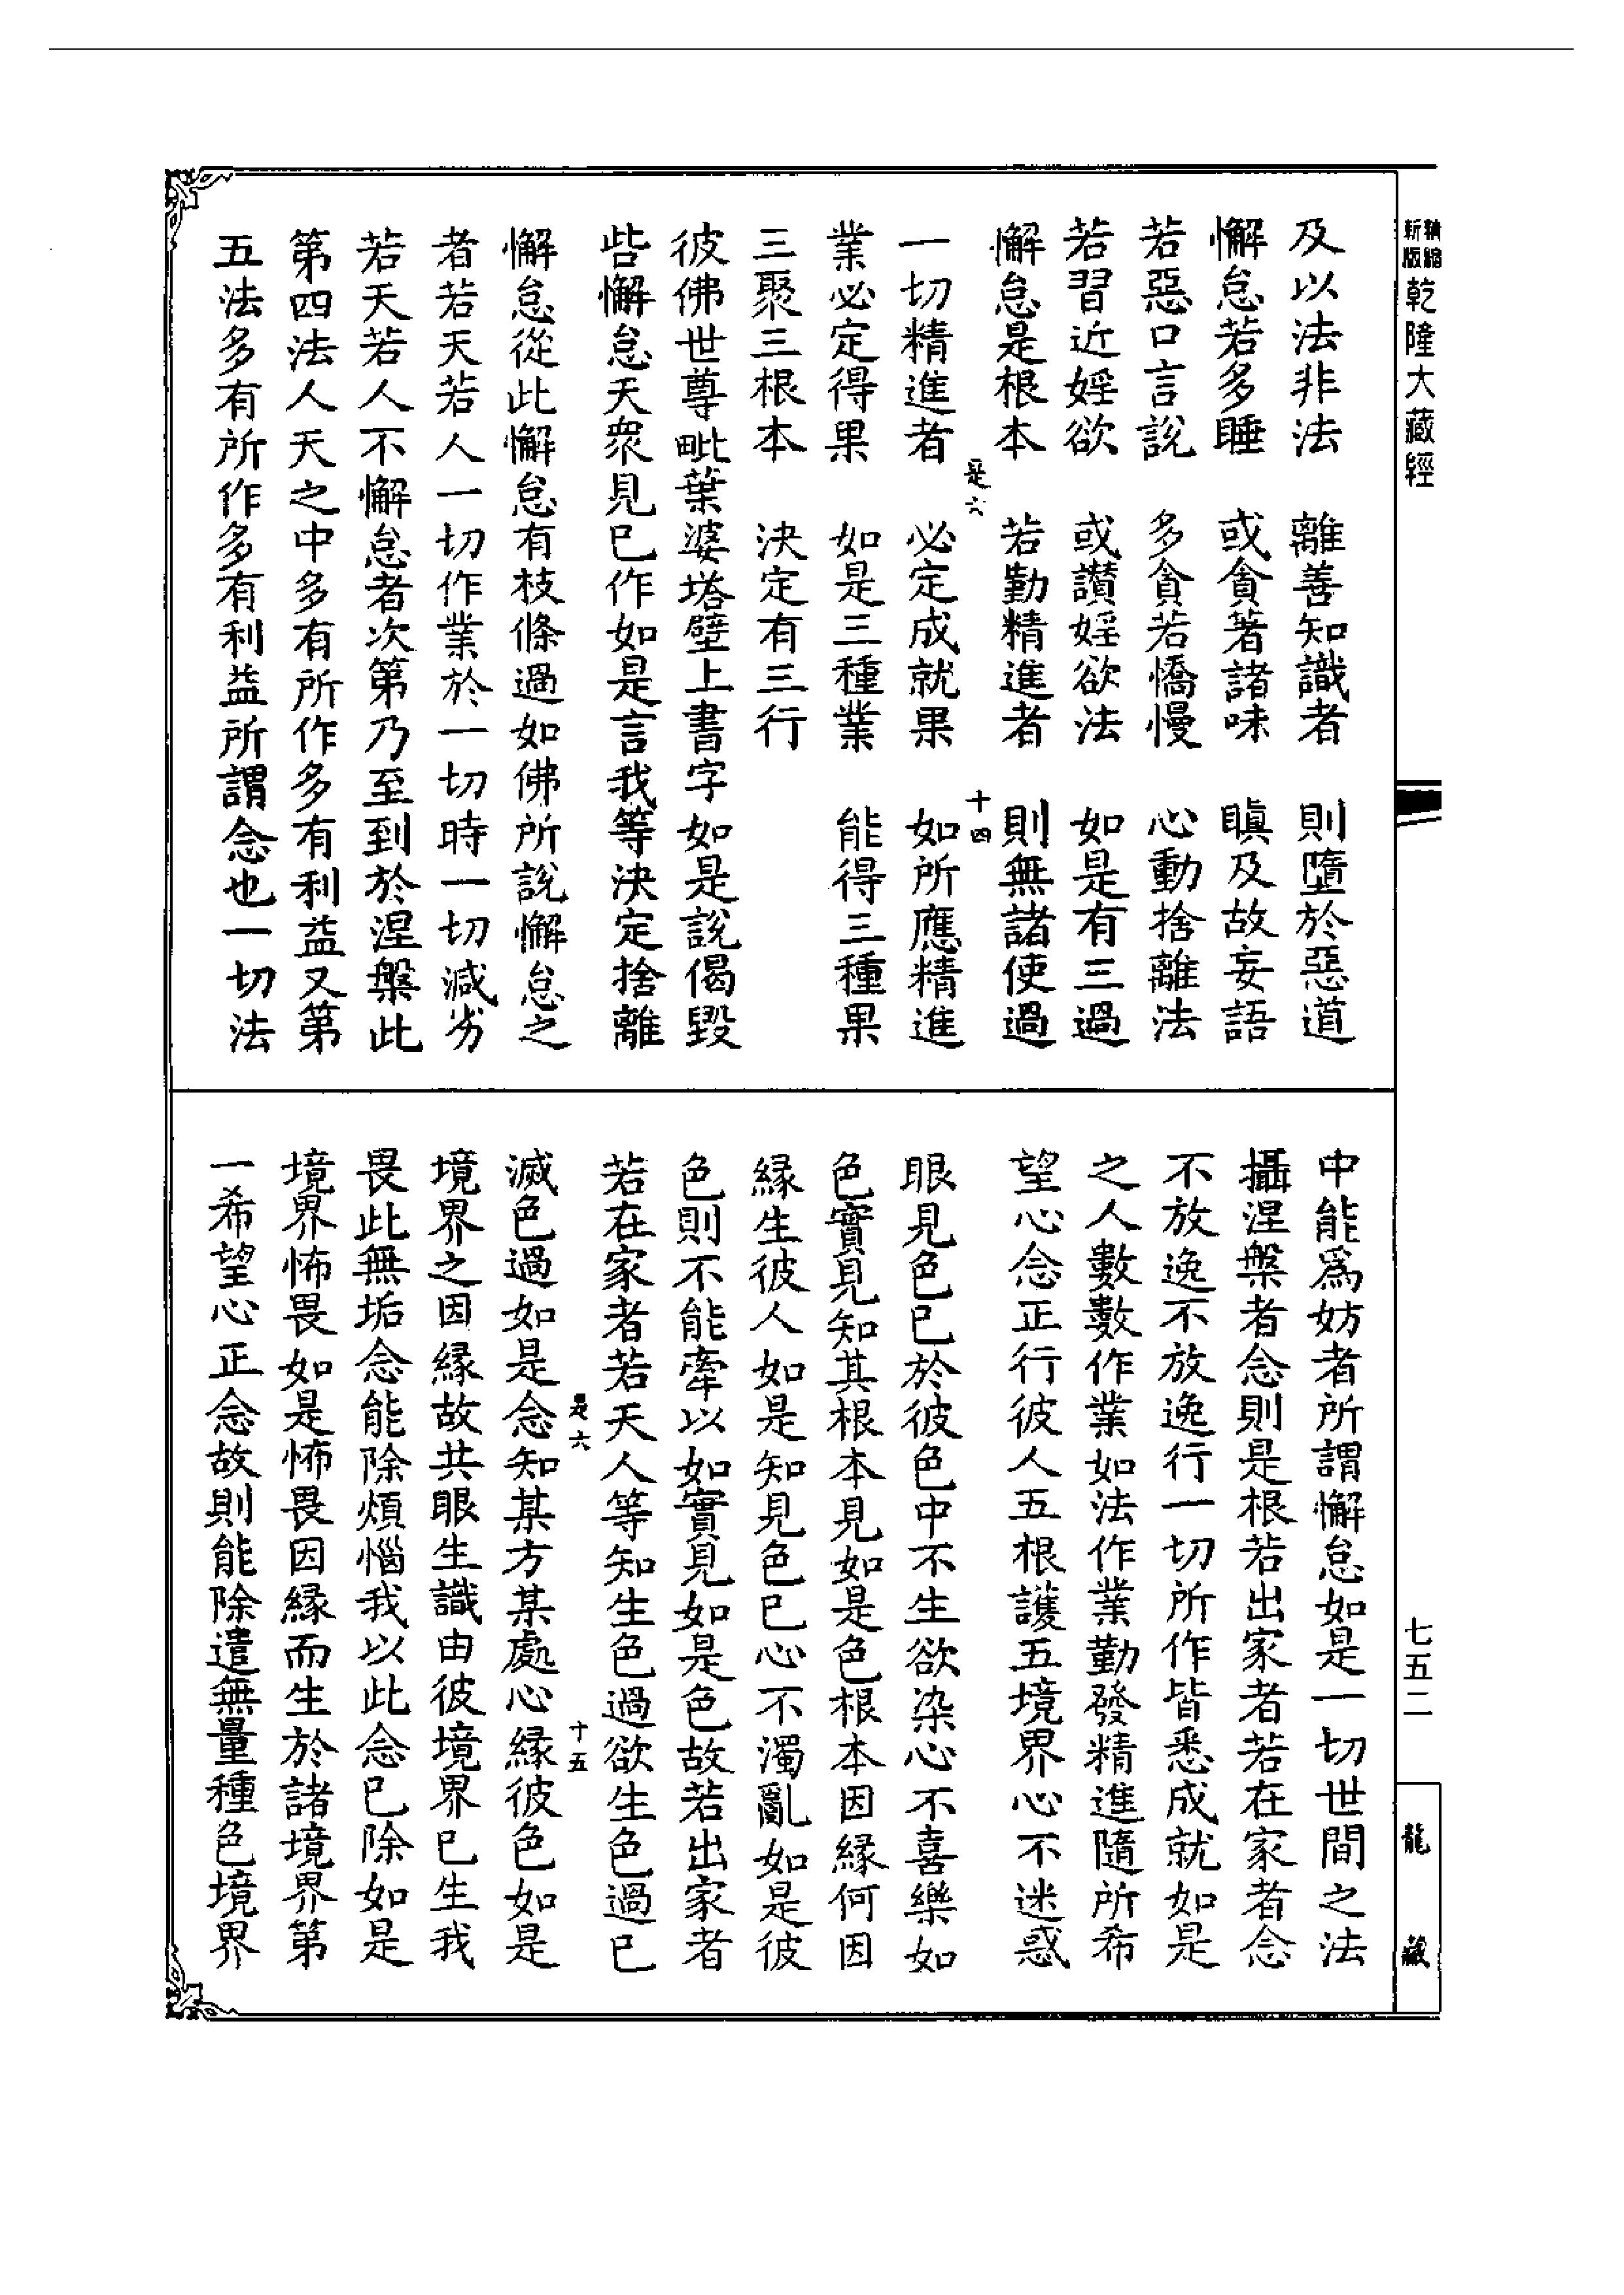 精縮
新版
乾隆大藏經
及以法非法　離善知識者　則墮於惡道
懈怠若多睡　或貪著諸味　瞋及故妄語
若惡口言說　多貪若憍慢　心動捨離法
若習近婬欲　或讚婬欲法　如是有三過
懈怠是根本　若勤精進者　則無諸使過
是六　十四
一切精進者　必定成就果　如所應精進
業必定得果　如是三種業　能得三種果
三聚三根本　決定有三行
彼佛世尊毗葉婆塔壁上書字如是說偈毀
呰懈怠天衆見已作如是言我等決定捨離
懈怠從此懈怠有枝條過如佛所說懈怠之
者若天若人一切作業於一切時一切減劣
若天若人不懈怠者次第乃至到於涅槃此
第四法人天之中多有所作多有利益又第
五法多有所作多有利益所謂念也一切法
中能爲妨者所謂懈怠如是一切世間之法
攝涅槃者念則是根若出家者若在家者念
不放逸不放逸行一切所作皆悉成就如是
之人數數作業如法作業勤發精進隨所希
望心念正行彼人五根護五境界心不迷惑
眼見色已於彼色中不生欲染心不喜樂如
色實見知其根本見如是色根本因緣何因
緣生彼人如是知見色已心不濁亂如是彼
色則不能牽以如實見如是色故若出家者
若在家者若天人等知生色過欲生色過已
是六　十五
滅色過如是念知某方某處心緣彼色如是
境界之因緣故共眼生識由彼境界已生我
畏此無垢念能除煩惱我以此念已除如是
境界怖畏如是怖畏因緣而生於諸境界第
一希望心正念故則能除遣無量種色境界
七五二
龍藏